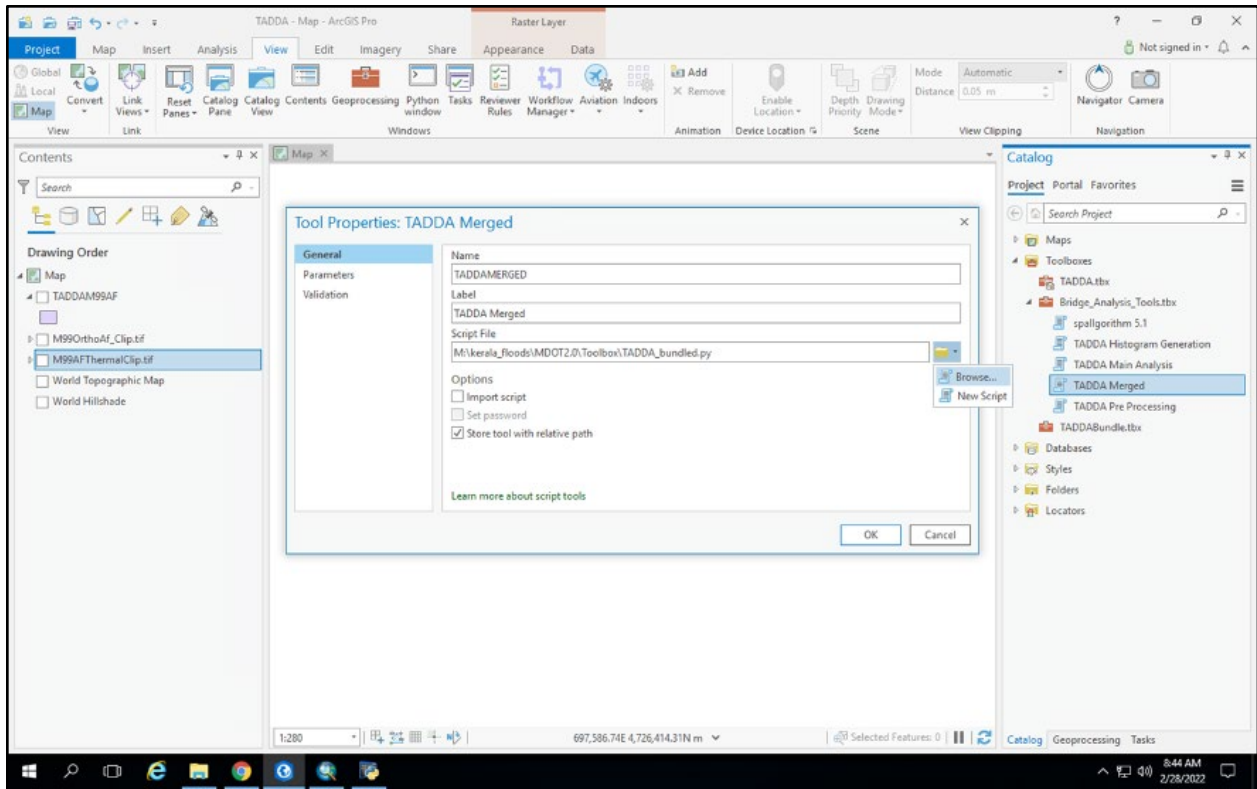 TADDA - Map - ArcGIS Pro
Raster Layer
?
Project Map Insert Analysis View Edit Imagery Share Appearance Data
Not signed in
Global
Local
Map
Convert
View
Link Views
Link
Reset Panes
Catalog Pane
Catalog View
Contents
Geoprocessing
Python window
Tasks
Reviewer Rules
Workflow Manager
Aviation
Indoors
Windows
Add
Remove
Animation
Enable Location
Device Location
Depth Priority
Drawing Mode
Scene
Mode Automatic
Distance 0.05 m
View Clipping
Navigator
Camera
Navigation
Contents
Search
Drawing Order
Map
TADDAM99AF
M99OrthoAf_Clip.tif
M99AFThermalClip.tif
World Topographic Map
World Hillshade
Map
Tool Properties: TADDA Merged
General
Parameters
Validation
Name
TADDAMERGED
Label
TADDA Merged
Script File
M:\kerala_floods\MDOT2.0\Toolbox\TADDA_bundled.py
Browse...
New Script
Options
Import script
Set password
Store tool with relative path
Learn more about script tools
OK
Cancel
1:280
697,586.74E 4,726,414.31N m
Selected Features: 0
Catalog
Project Portal Favorites
Search Project
Maps
Toolboxes
TADDA.tbx
Bridge_Analysis_Tools.tbx
spallgorithm 5.1
TADDA Histogram Generation
TADDA Main Analysis
TADDA Merged
TADDA Pre Processing
TADDABundle.tbx
Databases
Styles
Folders
Locators
Catalog Geoprocessing Tasks
8:44 AM
2/28/2022